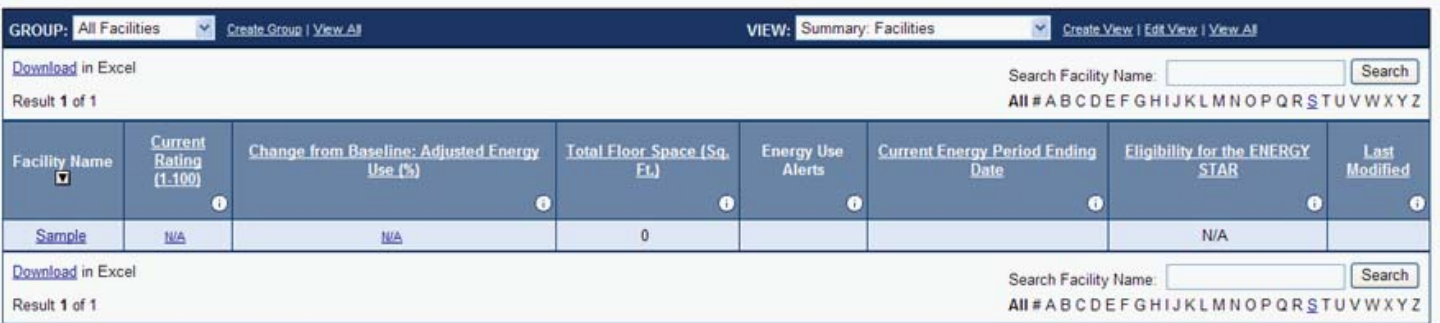 GROUP: All Facilities Create Group | View All VIEW: Summary: Facilities Create View | Edit View | View All
Download in Excel
Search Facility Name: Search
Result 1 of 1
All # A B C D E F G H I J K L M N O P Q R S T U V W X Y Z
Facility Name
Current Rating (1-100)
Change from Baseline: Adjusted Energy Use (%)
Total Floor Space (Sq. Ft.)
Energy Use Alerts
Current Energy Period Ending Date
Eligibility for the ENERGY STAR
Last Modified
Sample N/A N/A 0 N/A
Download in Excel
Search Facility Name: Search
Result 1 of 1
All # A B C D E F G H I J K L M N O P Q R S T U V W X Y Z